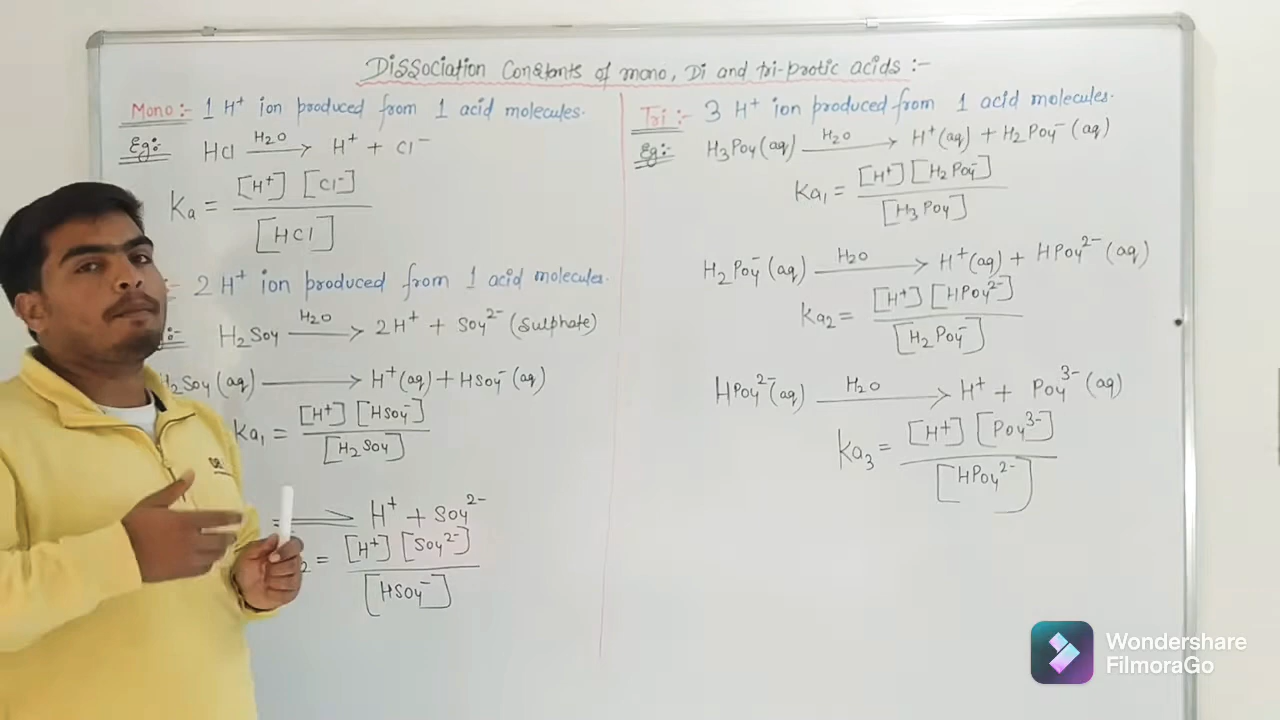 Dissociation Constants of mono, Di and tri-protic acids :-
Mono :- 1 H⁺ ion produced from 1 acid molecules.
Eg:- HCl —H₂O→ H⁺ + Cl⁻
Ka = [H⁺] [Cl⁻] / [HCl]
:- 2 H⁺ ion produced from 1 acid molecules.
:- H₂SO₄ —H₂O→ 2H⁺ + SO₄²⁻ (Sulphate)
H₂SO₄ (aq) ——→ H⁺(aq) + HSO₄⁻ (aq)
Ka₁ = [H⁺] [HSO₄⁻] / [H₂SO₄]
⇌ H⁺ + SO₄²⁻
₂ = [H⁺] [SO₄²⁻] / [HSO₄⁻]
Tri :- 3 H⁺ ion produced from 1 acid molecules.
Eg:- H₃PO₄ (aq) —H₂O→ H⁺(aq) + H₂PO₄⁻ (aq)
Ka₁ = [H⁺] [H₂PO₄⁻] / [H₃PO₄]
H₂PO₄⁻ (aq) —H₂O→ H⁺(aq) + HPO₄²⁻ (aq)
Ka₂ = [H⁺] [HPO₄²⁻] / [H₂PO₄⁻]
HPO₄²⁻ (aq) —H₂O→ H⁺ + PO₄³⁻ (aq)
Ka₃ = [H⁺] [PO₄³⁻] / [HPO₄²⁻]
Wondershare
FilmoraGo